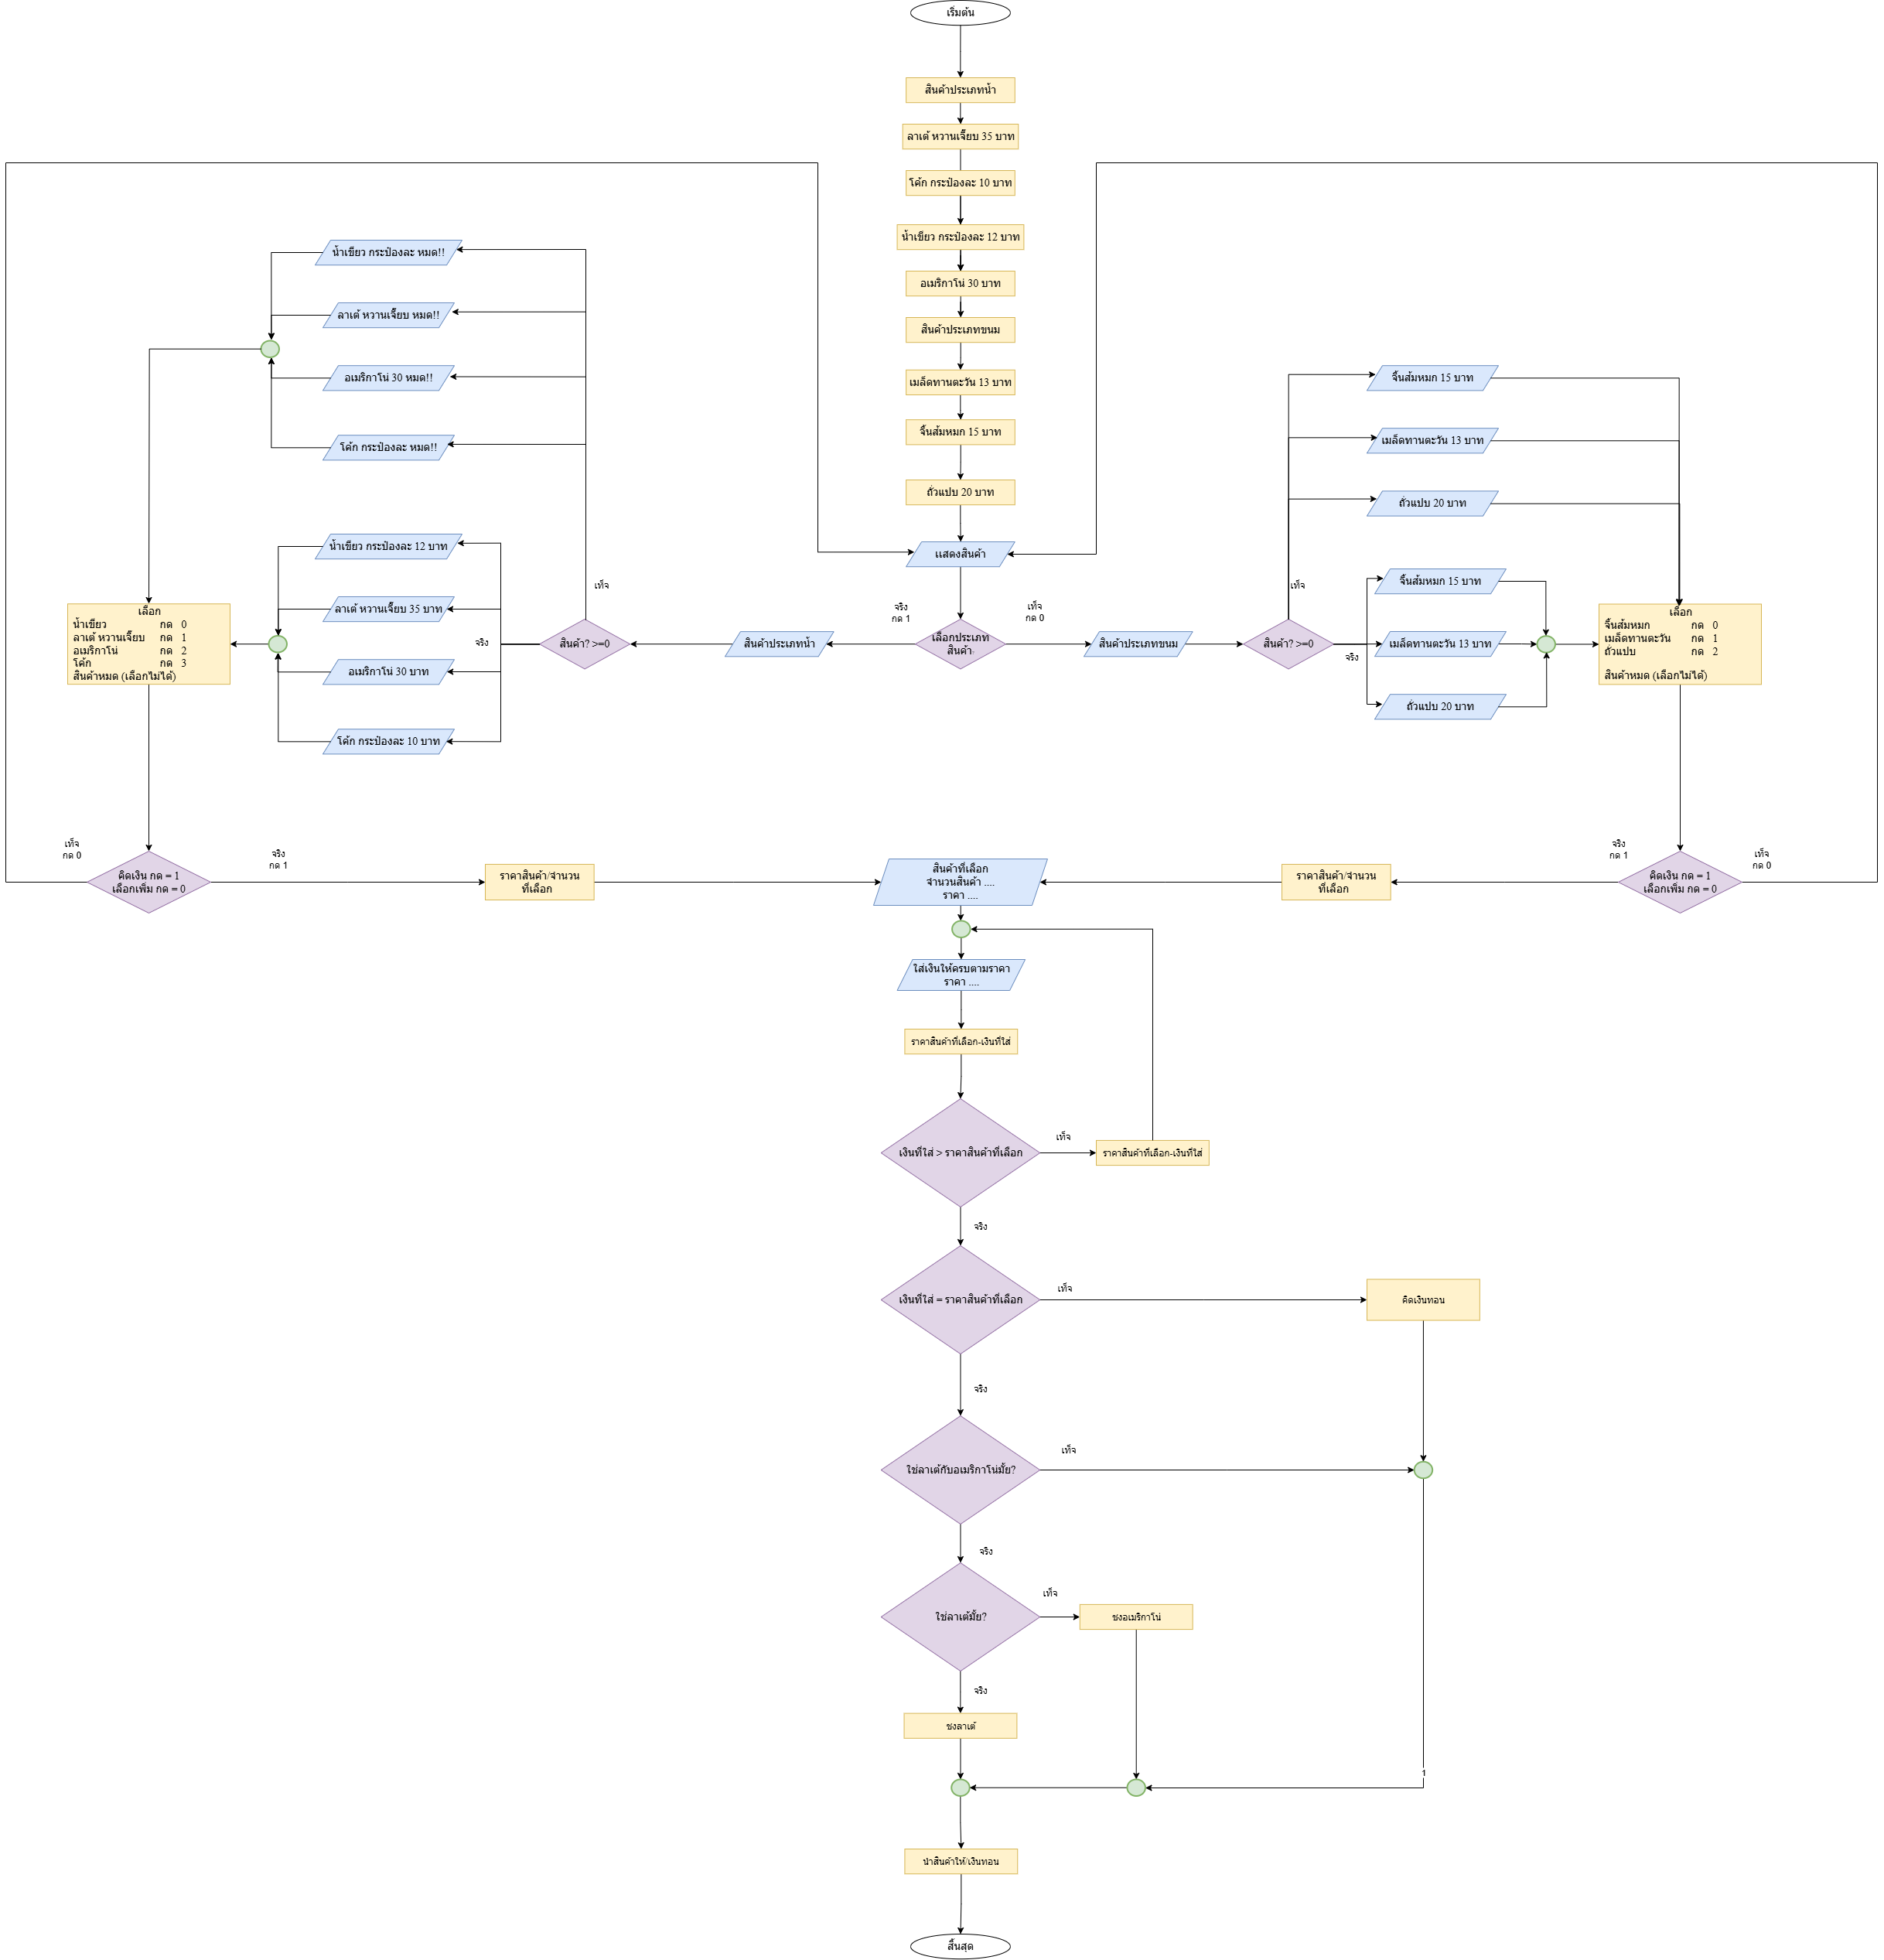 เริ่มต้น
สินค้าประเภทน้ำ
ลาเต้ หวานเจี๊ยบ 35 บาท
โค้ก กระป๋องละ 10 บาท
น้ำเขียว กระป๋องละ 12 บาท
อเมริกาโน่ 30 บาท
สินค้าประเภทขนม
เมล็ดทานตะวัน 13 บาท
จิ้นส้มหมก 15 บาท
ถั่วแปบ 20 บาท
แสดงสินค้า
น้ำเขียว กระป๋องละ หมด!!
ลาเต้ หวานเจี๊ยบ หมด!!
อเมริกาโน่ 30 หมด!!
โค้ก กระป๋องละ หมด!!
น้ำเขียว กระป๋องละ 12 บาท
ลาเต้ หวานเจี๊ยบ 35 บาท
อเมริกาโน่ 30 บาท
โค้ก กระป๋องละ 10 บาท
เท็จ
จริง
สินค้า? >=0
สินค้าประเภทน้ำ
จริง
กด 1
เลือกประเภท
สินค้า.
เท็จ
กด 0
สินค้าประเภทขนม
สินค้า? >=0
เท็จ
จริง
จิ้นส้มหมก 15 บาท
เมล็ดทานตะวัน 13 บาท
ถั่วแปบ 20 บาท
จิ้นส้มหมก 15 บาท
เมล็ดทานตะวัน 13 บาท
ถั่วแปบ 20 บาท
เลือก
น้ำเขียว กด 0
ลาเต้ หวานเจี๊ยบ กด 1
อเมริกาโน่ กด 2
โค้ก กด 3
สินค้าหมด (เลือกไม่ได้)
เลือก
จิ้นส้มหมก กด 0
เมล็ดทานตะวัน กด 1
ถั่วแปบ กด 2
สินค้าหมด (เลือกไม่ได้)
เท็จ
กด 0
คิดเงิน กด = 1
เลือกเพิ่ม กด = 0
จริง
กด 1
ราคาสินค้า/จำนวน
ที่เลือก
สินค้าที่เลือก
จำนวนสินค้า ....
ราคา ....
ราคาสินค้า/จำนวน
ที่เลือก
จริง
กด 1
คิดเงิน กด = 1
เลือกเพิ่ม กด = 0
เท็จ
กด 0
ใส่เงินให้ครบตามราคา
ราคา ....
ราคาสินค้าที่เลือก-เงินที่ใส่
เงินที่ใส่ > ราคาสินค้าที่เลือก
เท็จ
ราคาสินค้าที่เลือก-เงินที่ใส่
จริง
เงินที่ใส่ = ราคาสินค้าที่เลือก
เท็จ
คิดเงินทอน
จริง
ใช่ลาเต้กับอเมริกาโน่มั้ย?
เท็จ
จริง
ใช่ลาเต้มั้ย?
เท็จ
ชงอเมริกาโน่
จริง
ชงลาเต้
1
นำสินค้าให้/เงินทอน
สิ้นสุด